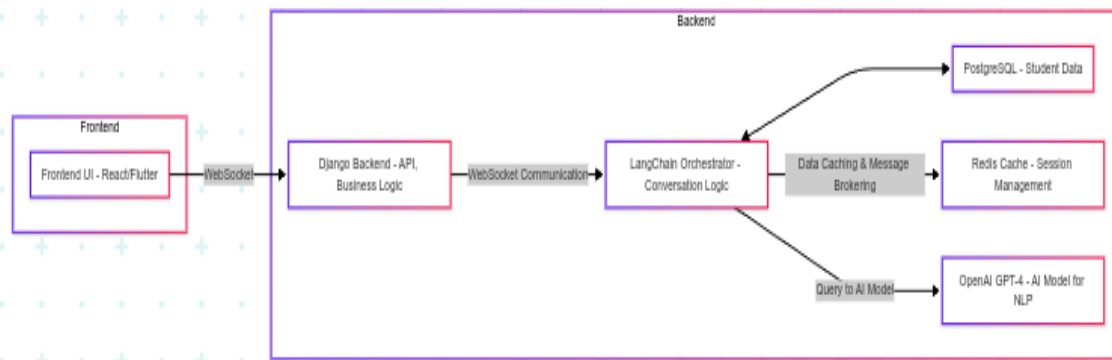 Backend
PostgreSQL - Student Data
Frontend
Frontend UI - React/Flutter
WebSocket
Django Backend - API,
Business Logic
WebSocket Communication
LangChain Orchestrator -
Conversation Logic
Data Caching & Message
Brokering
Redis Cache - Session
Management
Query to AI Model
OpenAI GPT-4 - AI Model for
NLP